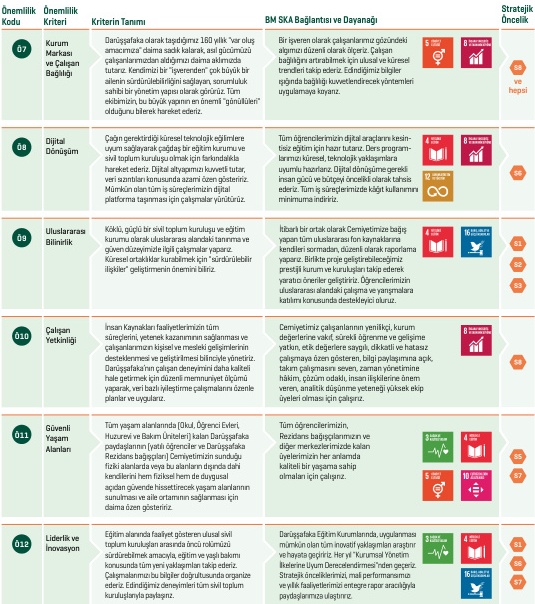 Önemlilik Kodu
Önemlilik Kriteri
Kriterin Tanımı
BM SKA Bağlantısı ve Dayanağı
Stratejik Öncelik
Ö7
Kurum Markası ve Çalışan Bağlılığı
Darüşşafaka olarak taşıdığımız 160 yıllık "var oluş
amacımıza" daima sadık kalarak, asıl gücümüzü
çalışanlarımızdan aldığımızı daima aklımızda
tutarız. Kendimizi bir "işverenden" çok büyük bir
ailenin sürdürülebilirliğini sağlayan, sorumluluk
sahibi bir yönetim yapısı olarak görürüz. Tüm
ekibimizin, bu büyük yapının en önemli "gönüllüleri"
olduğunu bilerek hareket ederiz.
Bir işveren olarak çalışanlarımız gözündeki
algımızı düzenli olarak ölçeriz. Çalışan
bağlılığını artırabilmek için ulusal ve küresel
trendleri takip ederiz. Edindiğimiz bilgiler
ışığında bağlılığı kuvvetlendirecek yöntemleri
uygulamaya koyarız.
5
8
S8
ve
hepsi
Ö8
Dijital Dönüşüm
Çağın gerektirdiği küresel teknolojik eğilimlere
uyum sağlayarak çağdaş bir eğitim kurumu ve
sivil toplum kuruluşu olmak için farkındalıkla
hareket ederiz. Dijital altyapımızı kuvvetli tutar,
veri sızıntıları konusunda azami özen gösteririz.
Mümkün olan tüm iş süreçlerimizin dijital
platforma taşınması için çalışmalar yürütürüz.
Tüm öğrencilerimizin dijital araçlarını kesin-
tisiz eğitim için hazır tutarız. Ders program-
larımızı küresel, teknolojik yaklaşımlara
uyumlu hazırlarız. Dijital dönüşüme gerekli
insan gücü ve bütçeyi öncelikli olarak tahsis
ederiz. Tüm iş süreçlerimizde kâğıt kullanımını
minimuma indiririz.
4
8
12
S6
Ö9
Uluslararası Bilinirlik
Köklü, güçlü bir sivil toplum kuruluşu ve eğitim
kurumu olarak uluslararası alandaki tanınma ve
güven düzeyimizle ilgili çalışmalar yaparız.
Küresel ortaklıklar kurabilmek için "sürdürülebilir
ilişkiler" geliştirmenin önemini biliriz.
İtibarlı bir ortak olarak Cemiyetimize bağış
yapan tüm uluslararası fon kaynaklarına
kendileri sormadan, düzenli olarak raporlama
yaparız. Birlikte proje geliştirebileceğimiz
prestijli kurum ve kuruluşları takip ederek
yaratıcı öneriler geliştiririz. Öğrencilerimizin
uluslararası alandaki çalışma ve yarışmalara
katılımı konusunda destekleyici oluruz.
4
16
S1
S2
S3
Ö10
Çalışan Yetkinliği
İnsan Kaynakları faaliyetlerimizin tüm
süreçlerini, yetenek kazanımının sağlanması ve
çalışanlarımızın kişisel ve mesleki gelişimlerinin
desteklenmesi ve geliştirilmesi bilinciyle yönetiriz.
Darüşşafaka'nın çalışan deneyimini daha kaliteli
hale getirmek için düzenli memnuniyet ölçümü
yaparak, veri bazlı iyileştirme çalışmalarını özenle
planlar ve uygularız.
Cemiyetimiz çalışanlarının yenilikçi, kurum
değerlerine vakıf, sürekli öğrenme ve gelişime
yatkın, etik değerlere saygılı, dikkatli ve hatasız
çalışmaya özen gösteren, bilgi paylaşımına açık,
takım çalışmasını seven, zaman yönetimine
hâkim, çözüm odaklı, insan ilişkilerine önem
veren, analitik düşünme yeteneği yüksek ekip
üyeleri olması için çalışırız.
8
S8
Ö11
Güvenli Yaşam Alanları
Tüm yaşam alanlarında (Okul, Öğrenci Evleri,
Huzurevi ve Bakım Üniteleri) kalan Darüşşafaka
paydaşlarının (yatılı öğrenciler ve Darüşşafaka
Rezidans bağışçıları) Cemiyetimizin sunduğu
fiziki alanlarda veya bu alanların dışında dahi
kendilerini hem fiziksel hem de duygusal
açıdan güvende hissettirecek yaşam alanlarının
sunulması ve aile ortamının sağlanması için
daima özen gösteririz.
Tüm öğrencilerimizin,
Rezidans bağışçılarımızın ve
diğer merkezlerimizde kalan
üyelerimizin her anlamda
kaliteli bir yaşama sahip
olmaları için çalışırız.
3
4
5
10
S5
S7
Ö12
Liderlik ve İnovasyon
Eğitim alanında faaliyet gösteren ulusal sivil
toplum kuruluşları arasında öncü rolümüzü
sürdürebilmek amacıyla, eğitim ve yaşlı bakımı
konusunda tüm yeni yaklaşımları takip ederiz.
Çalışmalarımızı bu bilgiler doğrultusunda organize
ederiz. Edindiğimiz deneyimleri tüm sivil toplum
kuruluşlarıyla paylaşırız.
Darüşşafaka Eğitim Kurumlarında, uygulanması
mümkün olan tüm inovatif yaklaşımları araştırır
ve hayata geçiririz. Her yıl "Kurumsal Yönetim
İlkelerine Uyum Derecelendirmesi"nden geçeriz.
Stratejik önceliklerimizi, mali performansımızı
ve yıllık faaliyetlerimizi entegre rapor aracılığıyla
paydaşlarımıza ulaştırırız.
3
4
16
S1
S6
S7